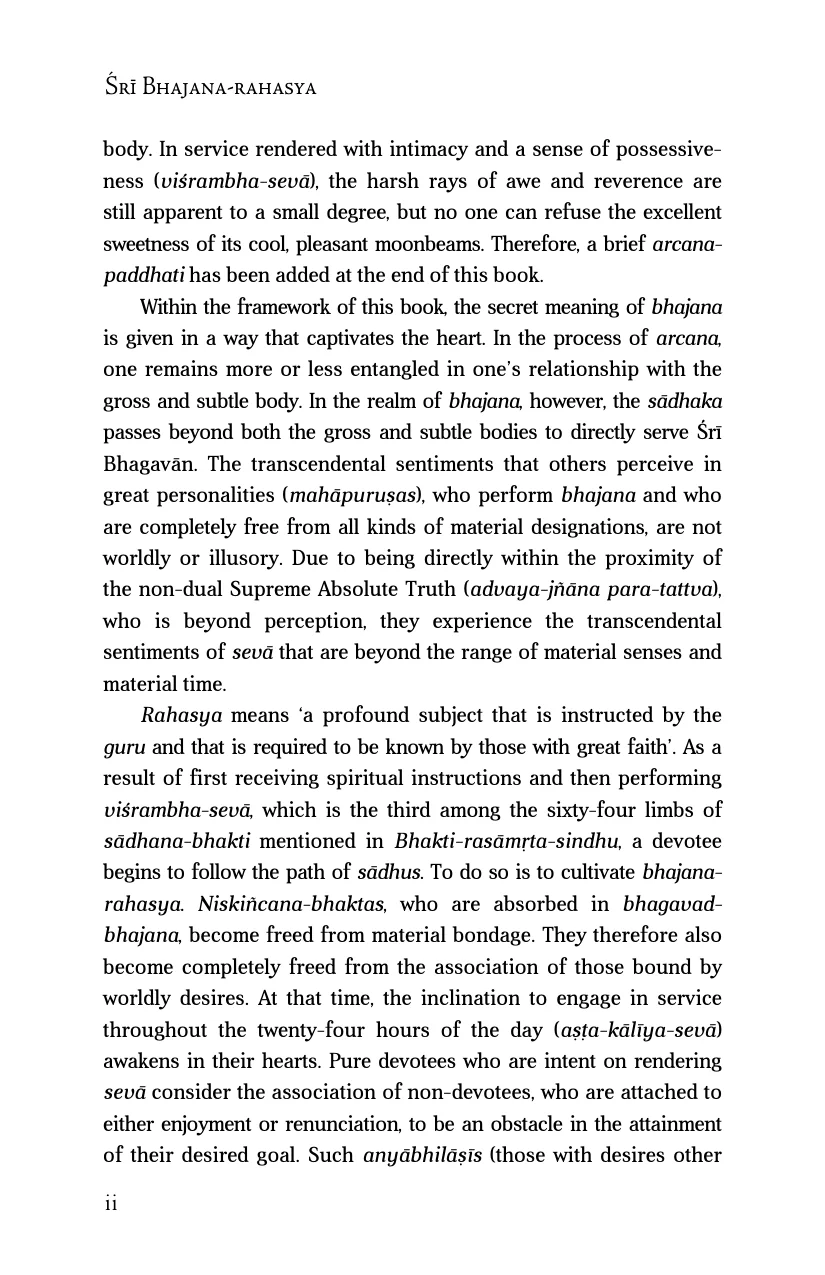 Śrī Bhajana-rahasya
body. In service rendered with intimacy and a sense of possessive-
ness (viśrambha-sevā), the harsh rays of awe and reverence are
still apparent to a small degree, but no one can refuse the excellent
sweetness of its cool, pleasant moonbeams. Therefore, a brief arcana-
paddhati has been added at the end of this book.
Within the framework of this book, the secret meaning of bhajana
is given in a way that captivates the heart. In the process of arcana,
one remains more or less entangled in one's relationship with the
gross and subtle body. In the realm of bhajana, however, the sādhaka
passes beyond both the gross and subtle bodies to directly serve Śrī
Bhagavān. The transcendental sentiments that others perceive in
great personalities (mahāpuruṣas), who perform bhajana and who
are completely free from all kinds of material designations, are not
worldly or illusory. Due to being directly within the proximity of
the non-dual Supreme Absolute Truth (advaya-jñāna para-tattva),
who is beyond perception, they experience the transcendental
sentiments of sevā that are beyond the range of material senses and
material time.
Rahasya means ‘a profound subject that is instructed by the
guru and that is required to be known by those with great faith’. As a
result of first receiving spiritual instructions and then performing
viśrambha-sevā, which is the third among the sixty-four limbs of
sādhana-bhakti mentioned in Bhakti-rasāmṛta-sindhu, a devotee
begins to follow the path of sādhus. To do so is to cultivate bhajana-
rahasya. Niskiñcana-bhaktas, who are absorbed in bhagavad-
bhajana, become freed from material bondage. They therefore also
become completely freed from the association of those bound by
worldly desires. At that time, the inclination to engage in service
throughout the twenty-four hours of the day (aṣṭa-kālīya-sevā)
awakens in their hearts. Pure devotees who are intent on rendering
sevā consider the association of non-devotees, who are attached to
either enjoyment or renunciation, to be an obstacle in the attainment
of their desired goal. Such anyābhilāṣīs (those with desires other
ii